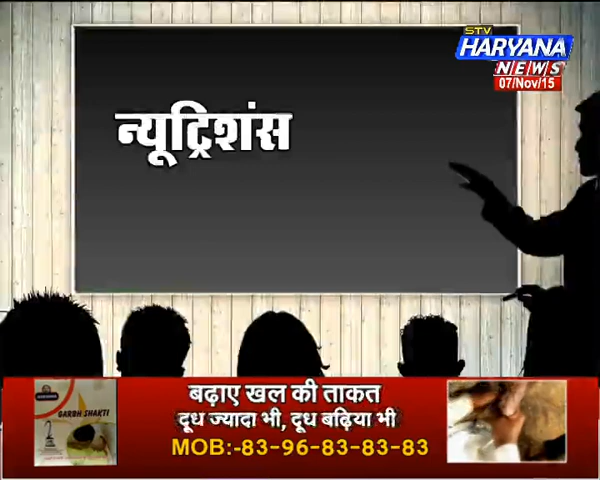 STV
HARYANA
NEWS
07/Nov/15
न्यूट्रिशंस
GARBH SHAKTI
बढ़ाए खल की ताकत
दूध ज्यादा भी, दूध बढ़िया भी
MOB:-83-96-83-83-83